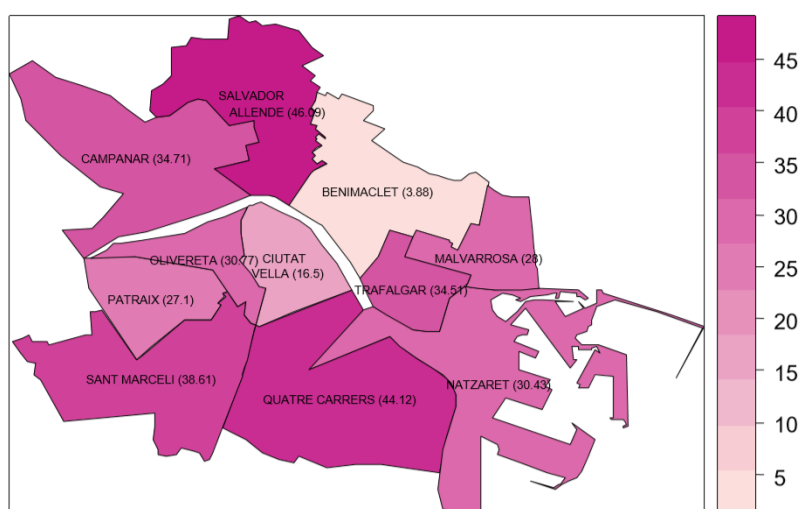 SALVADOR
ALLENDE (46.09)
CAMPANAR (34.71)
BENIMACLET (3.88)
OLIVERETA (30.77)
CIUTAT
VELLA (16.5)
MALVARROSA (28)
PATRAIX (27.1)
TRAFALGAR (34.51)
SANT MARCELI (38.61)
QUATRE CARRERS (44.12)
NATZARET (30.43)
45
40
35
30
25
20
15
10
5